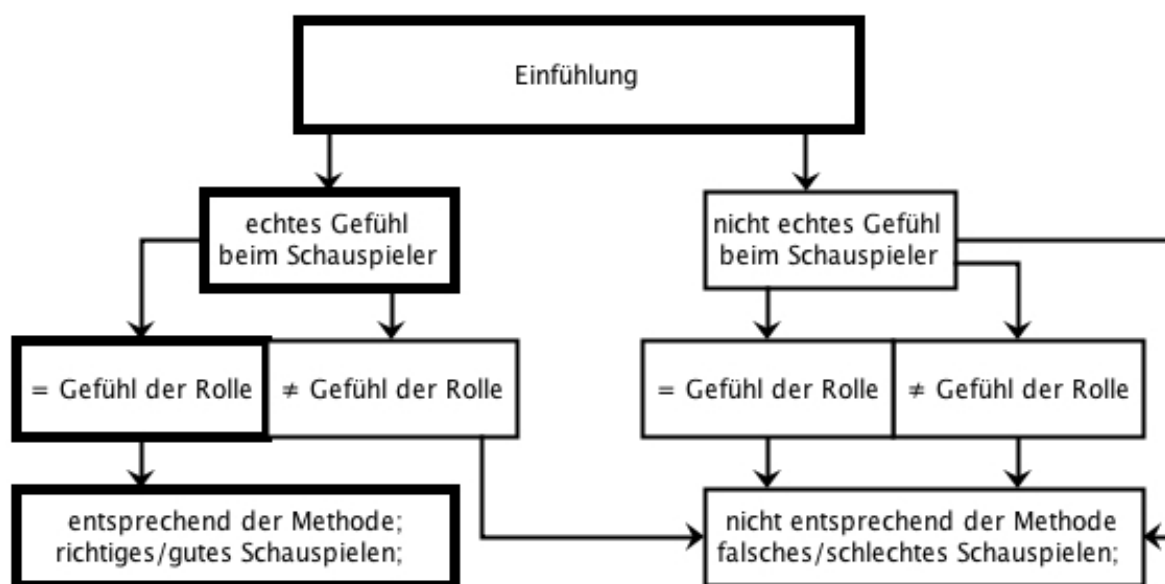 Einfühlung
echtes Gefühl
beim Schauspieler
nicht echtes Gefühl
beim Schauspieler
= Gefühl der Rolle
≠ Gefühl der Rolle
= Gefühl der Rolle
≠ Gefühl der Rolle
entsprechend der Methode;
richtiges/gutes Schauspielen;
nicht entsprechend der Methode
falsches/schlechtes Schauspielen;